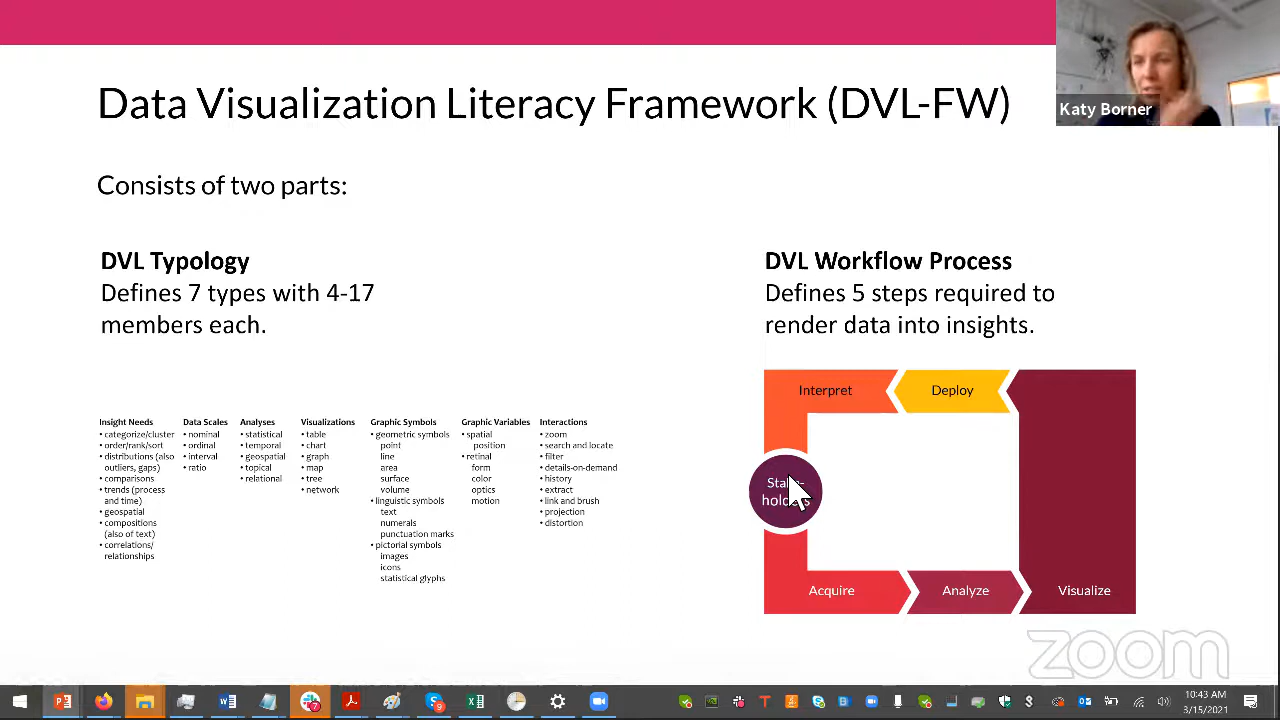 Data Visualization Literacy Framework (DVL-FW)
Katy Borner
Consists of two parts:
DVL Typology
Defines 7 types with 4-17
members each.
DVL Workflow Process
Defines 5 steps required to
render data into insights.
Insight Needs
• categorize/cluster
• order/rank/sort
• distributions (also
outliers, gaps)
• comparisons
• trends (process
and time)
• geospatial
• compositions
(also of text)
• correlations/
relationships
Data Scales
• nominal
• ordinal
• interval
• ratio
Analyses
• statistical
• temporal
• geospatial
• topical
• relational
Visualizations
• table
• chart
• graph
• map
• tree
• network
Graphic Symbols
• geometric symbols
point
line
area
surface
volume
• linguistic symbols
text
numerals
punctuation marks
• pictorial symbols
images
icons
statistical glyphs
Graphic Variables
• spatial
position
• retinal
form
color
optics
motion
Interactions
• zoom
• search and locate
• filter
• details-on-demand
• history
• extract
• link and brush
• projection
• distortion
Interpret
Deploy
Stake-
holders
Acquire
Analyze
Visualize
zoom
10:43 AM
3/15/2021